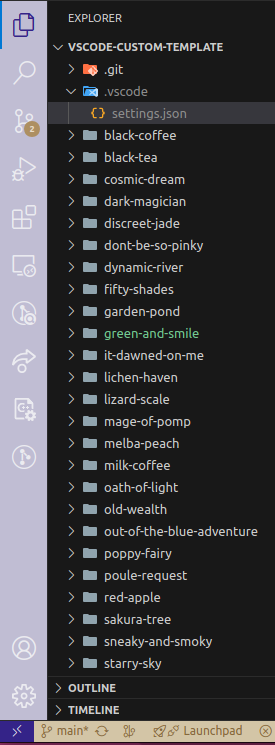 EXPLORER
VSCODE-CUSTOM-TEMPLATE
.git
.vscode
{} settings.json
black-coffee
black-tea
cosmic-dream
dark-magician
discreet-jade
dont-be-so-pinky
dynamic-river
fifty-shades
garden-pond
green-and-smile
it-dawned-on-me
lichen-haven
lizard-scale
mage-of-pomp
melba-peach
milk-coffee
oath-of-light
old-wealth
out-of-the-blue-adventure
poppy-fairy
poule-request
red-apple
sakura-tree
sneaky-and-smoky
starry-sky
OUTLINE
TIMELINE
2
main* Launchpad